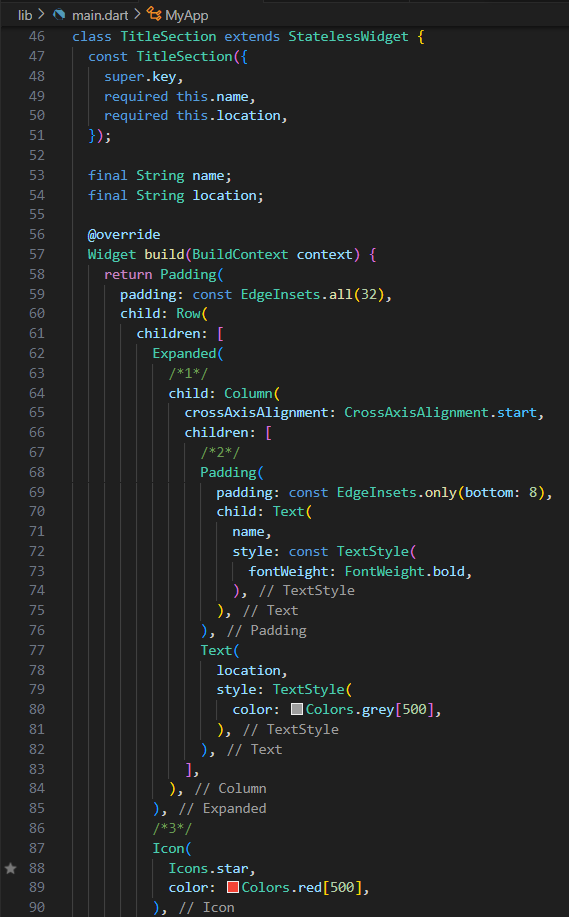 lib > main.dart > MyApp
46 class TitleSection extends StatelessWidget {
47   const TitleSection({
48     super.key,
49     required this.name,
50     required this.location,
51   });
52
53   final String name;
54   final String location;
55
56   @override
57   Widget build(BuildContext context) {
58     return Padding(
59       padding: const EdgeInsets.all(32),
60       child: Row(
61         children: [
62           Expanded(
63             /*1*/
64             child: Column(
65               crossAxisAlignment: CrossAxisAlignment.start,
66               children: [
67                 /*2*/
68                 Padding(
69                   padding: const EdgeInsets.only(bottom: 8),
70                   child: Text(
71                     name,
72                     style: const TextStyle(
73                       fontWeight: FontWeight.bold,
74                     ), // TextStyle
75                   ), // Text
76                 ), // Padding
77                 Text(
78                   location,
79                   style: TextStyle(
80                     color: Colors.grey[500],
81                   ), // TextStyle
82                 ), // Text
83               ],
84             ), // Column
85           ), // Expanded
86           /*3*/
87           Icon(
88             Icons.star,
89             color: Colors.red[500],
90           ), // Icon